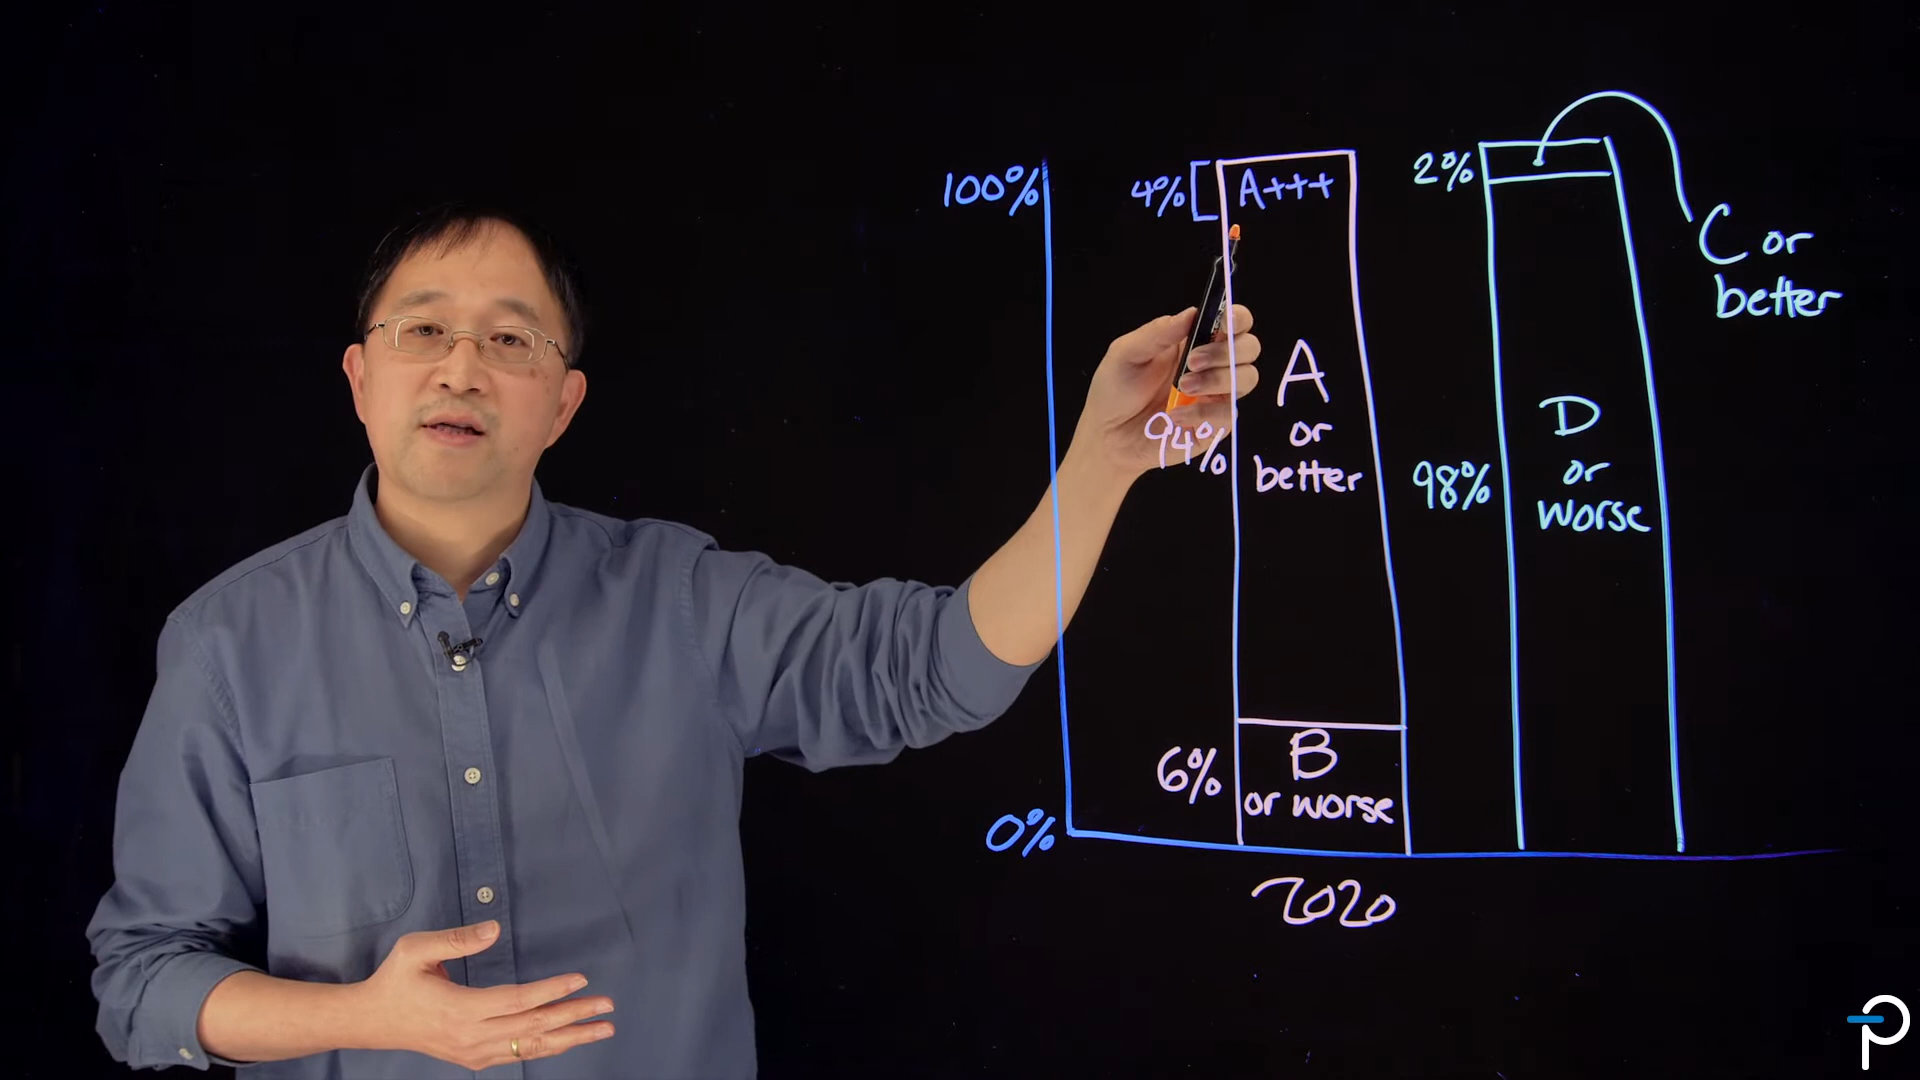 100%
4%
A+++
2%
C or
better
A
or
better
94%
D
or
worse
98%
B
or worse
6%
0%
2020